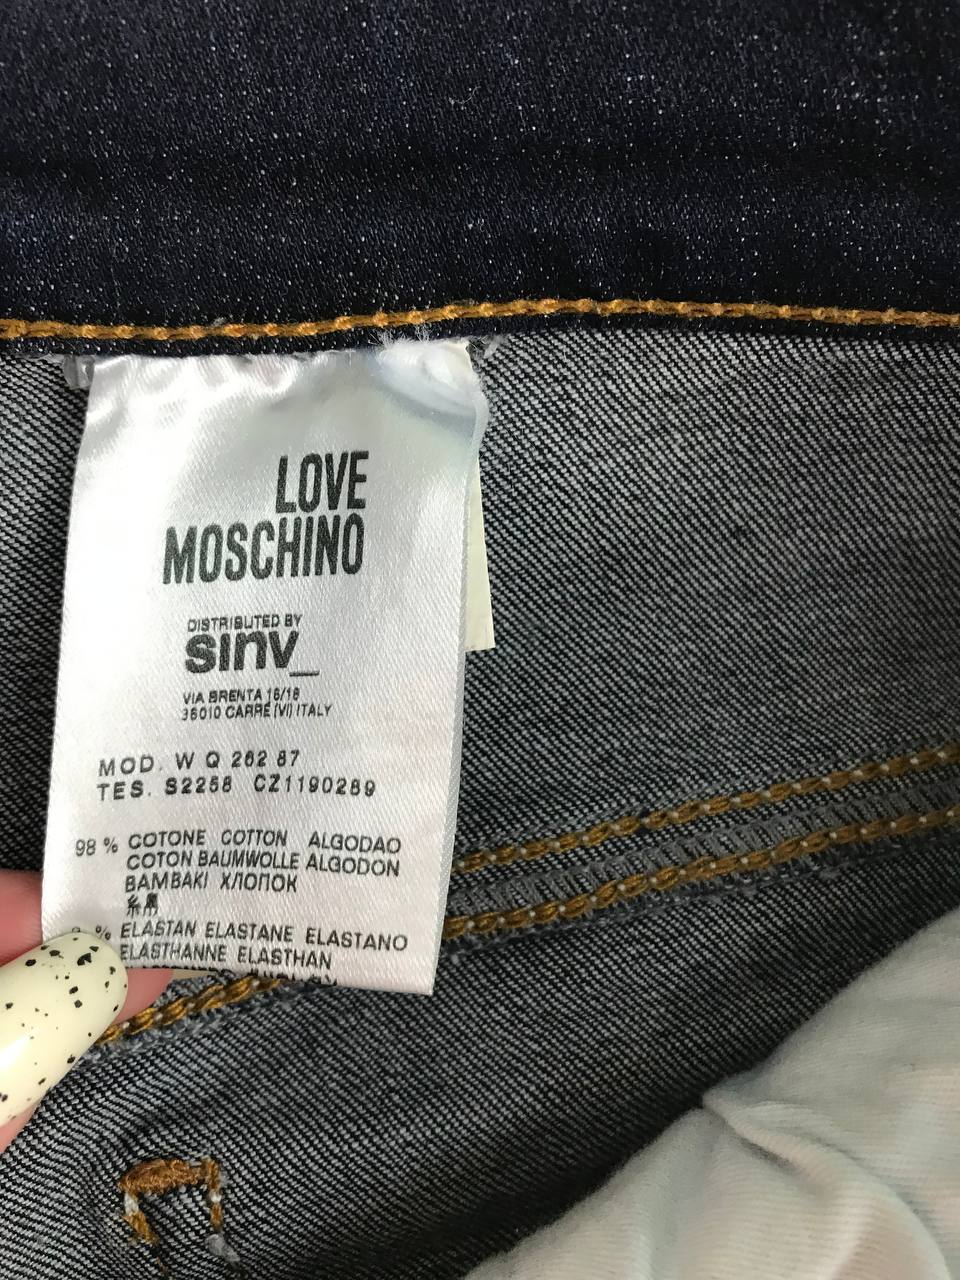 LOVE
MOSCHINO
DISTRIBUTED BY
sinv_
VIA BRENTA 16/18
36010 CARRÈ (VI) ITALY
MOD. W Q 262 87
TES. S2258 CZ1190289
98 % COTONE COTTON ALGODAO
COTON BAUMWOLLE ALGODON
BAMBAKI ХЛОПОК
%  ELASTAN ELASTANE ELASTANO
ELASTHANNE ELASTHAN